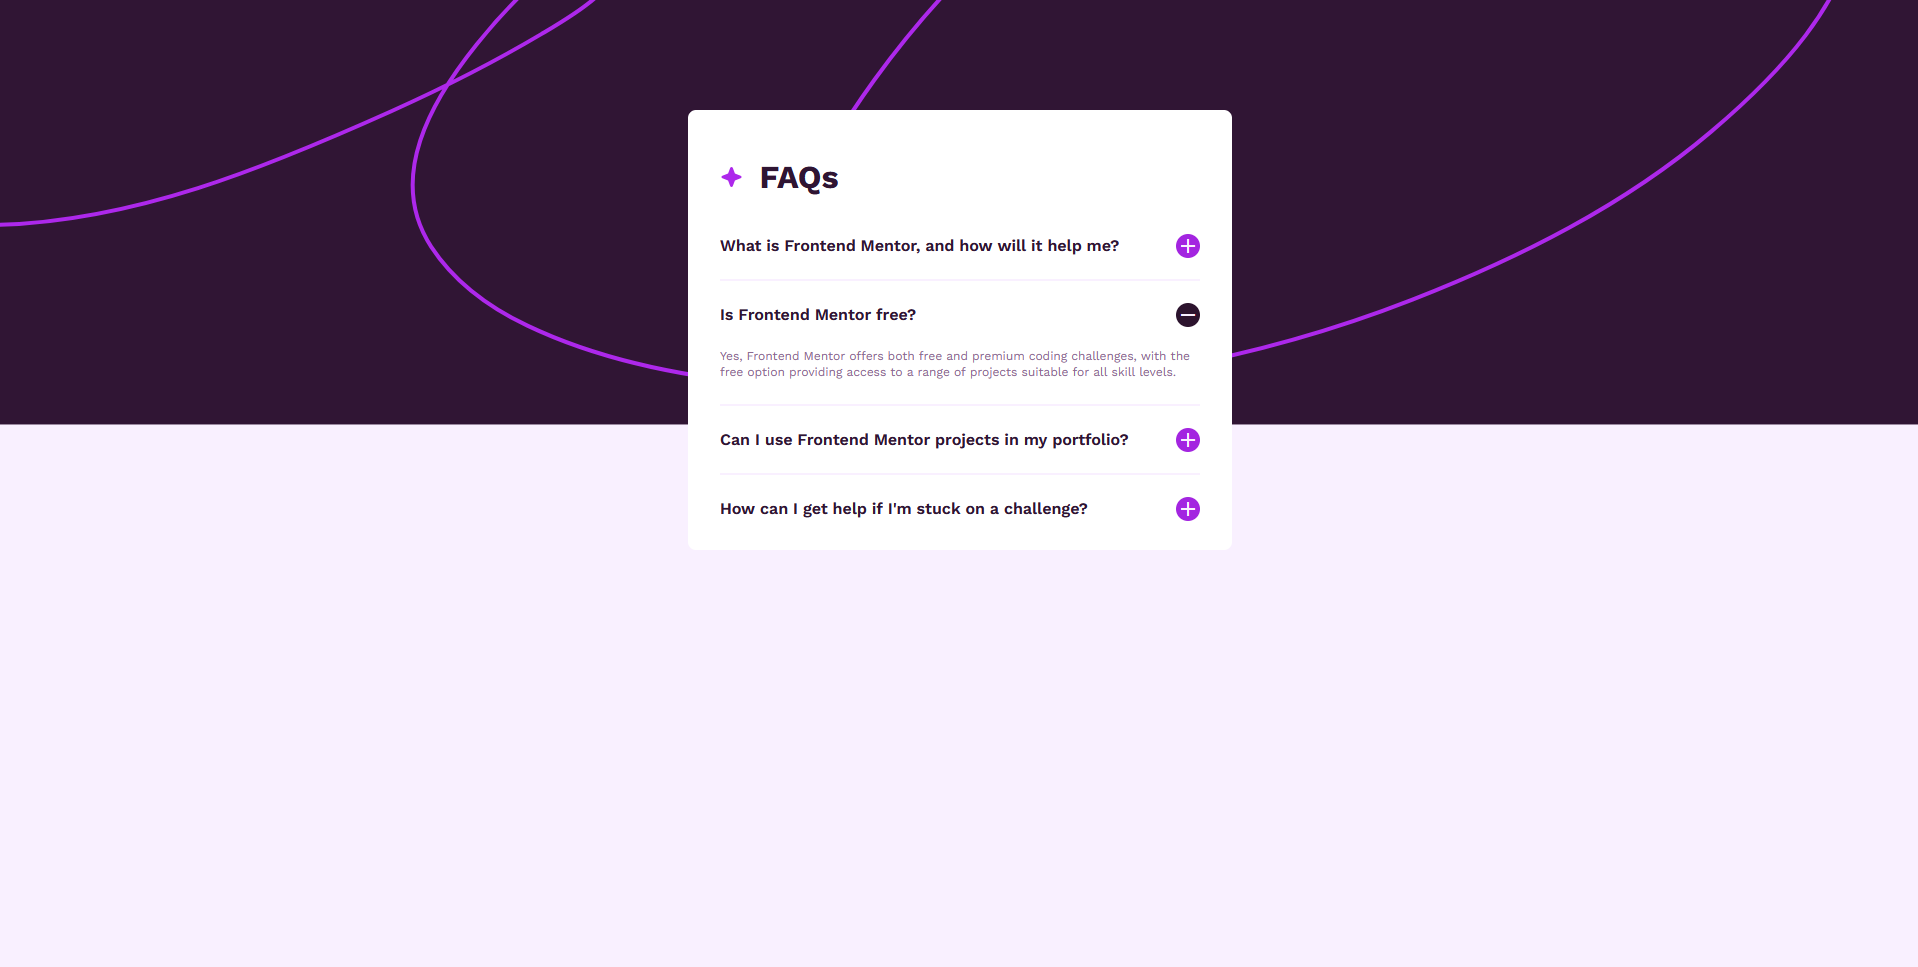 FAQs
What is Frontend Mentor, and how will it help me?
Is Frontend Mentor free?
Yes, Frontend Mentor offers both free and premium coding challenges, with the
free option providing access to a range of projects suitable for all skill levels.
Can I use Frontend Mentor projects in my portfolio?
How can I get help if I'm stuck on a challenge?